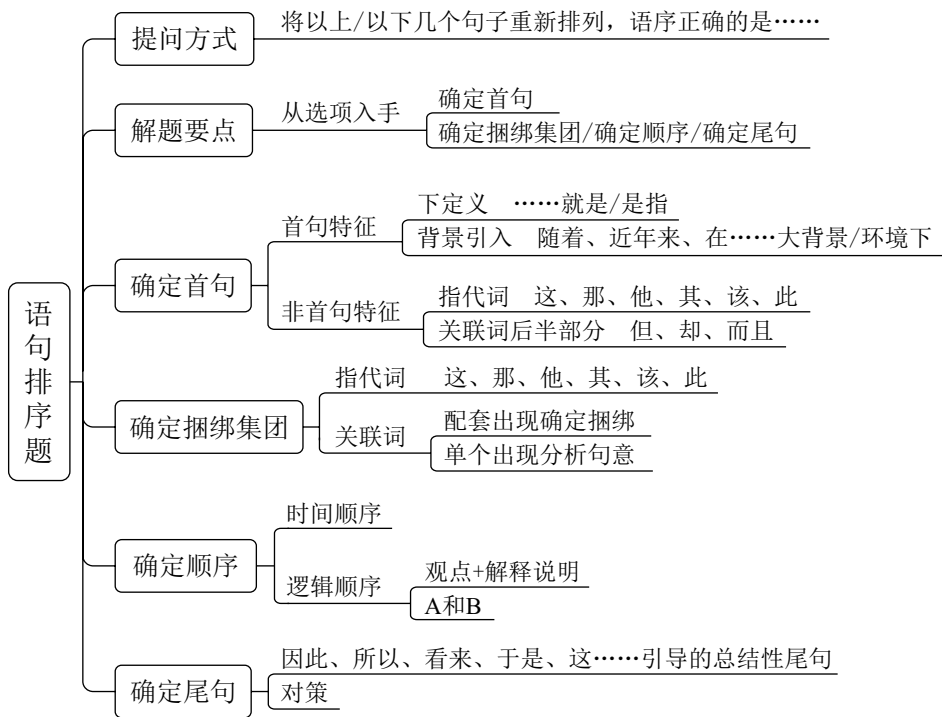 语句排序题
提问方式
将以上/以下几个句子重新排列，语序正确的是……
解题要点
从选项入手
确定首句
确定捆绑集团/确定顺序/确定尾句
确定首句
首句特征
下定义 ……就是/是指
背景引入 随着、近年来、在……大背景/环境下
非首句特征
指代词 这、那、他、其、该、此
关联词后半部分 但、却、而且
确定捆绑集团
指代词 这、那、他、其、该、此
关联词
配套出现确定捆绑
单个出现分析句意
确定顺序
时间顺序
逻辑顺序
观点+解释说明
A和B
确定尾句
因此、所以、看来、于是、这……引导的总结性尾句
对策